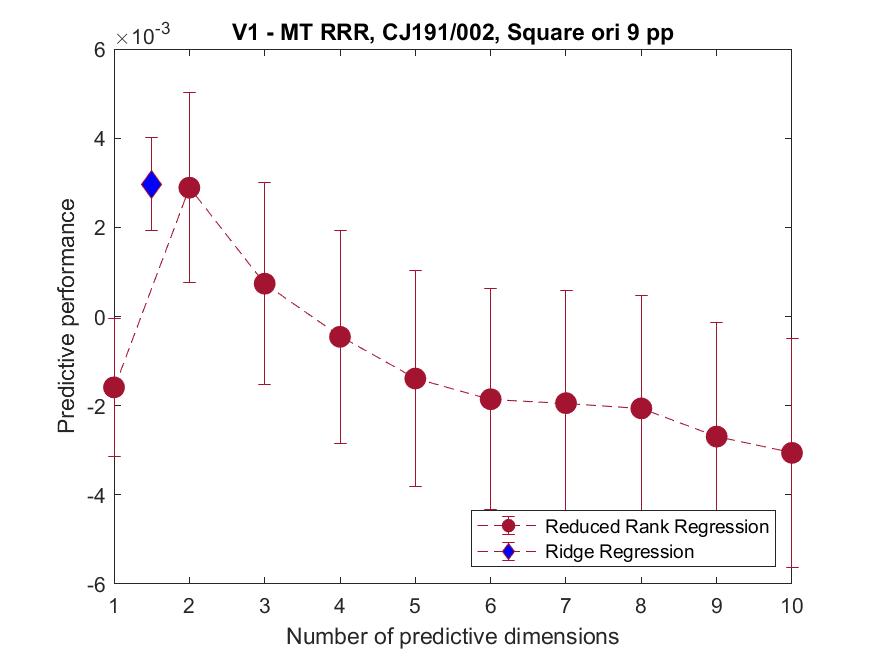 V1 - MT RRR, CJ191/002, Square ori 9 pp
×10-3
6
4
2
0
-2
-4
-6
Predictive performance
1 2 3 4 5 6 7 8 9 10
Number of predictive dimensions
Reduced Rank Regression
Ridge Regression